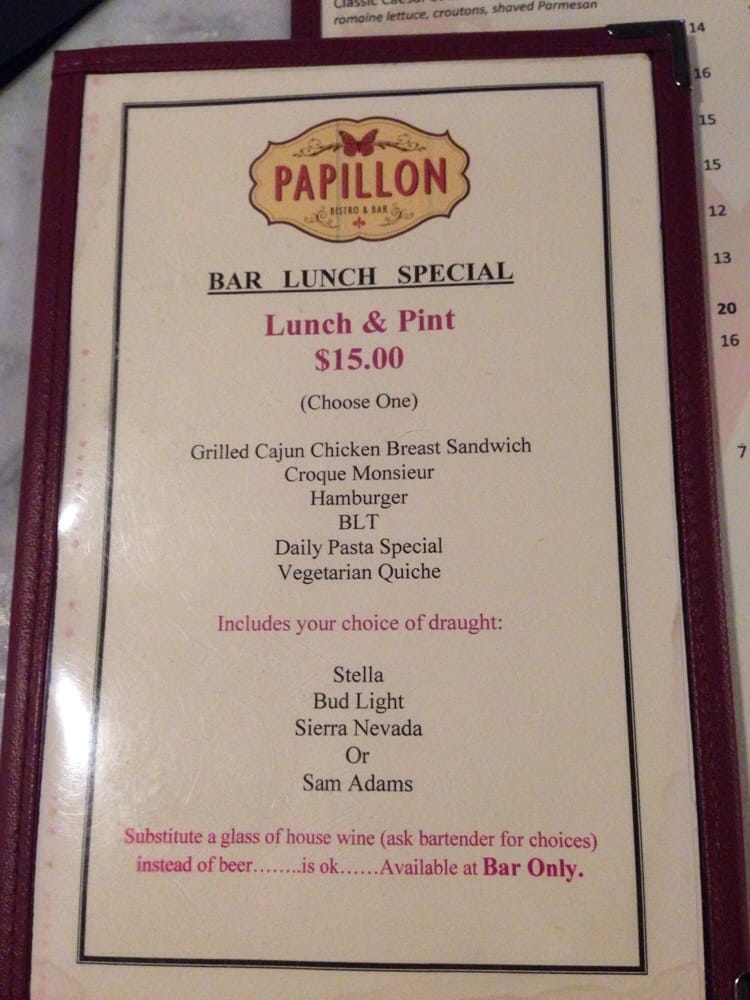 Classic Caesar
romaine lettuce, croutons, shaved Parmesan
14
16
15
15
12
13
20
16
7
PAPILLON
BISTRO & BAR
BAR LUNCH SPECIAL
Lunch & Pint
$15.00
(Choose One)
Grilled Cajun Chicken Breast Sandwich
Croque Monsieur
Hamburger
BLT
Daily Pasta Special
Vegetarian Quiche
Includes your choice of draught:
Stella
Bud Light
Sierra Nevada
Or
Sam Adams
Substitute a glass of house wine (ask bartender for choices)
instead of beer……..is ok……Available at Bar Only.